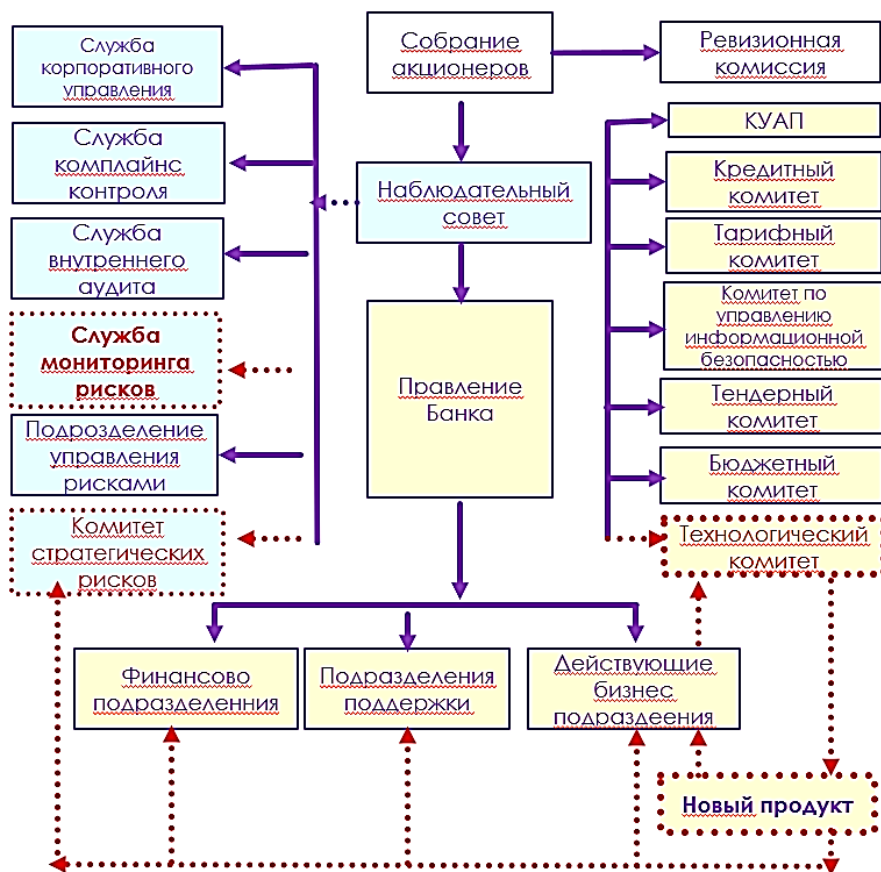 Служба
корпоративного
управления
Собрание
акционеров
Ревизионная
комиссия
КУАП
Служба
комплайнс
контроля
Кредитный
комитет
Наблюдательный
совет
Служба
внутреннего
аудита
Тарифный
комитет
Комитет по
управлению
информационной
безопасностью
Служба
мониторинга
рисков
Правление
Банка
Тендерный
комитет
Подрозделение
управления
рисками
Бюджетный
комитет
Комитет
стратегических
рисков
Технологический
комитет
Финансово
подразделенния
Подразделения
поддержки
Действующие
бизнес
подраздеения
Новый продукт